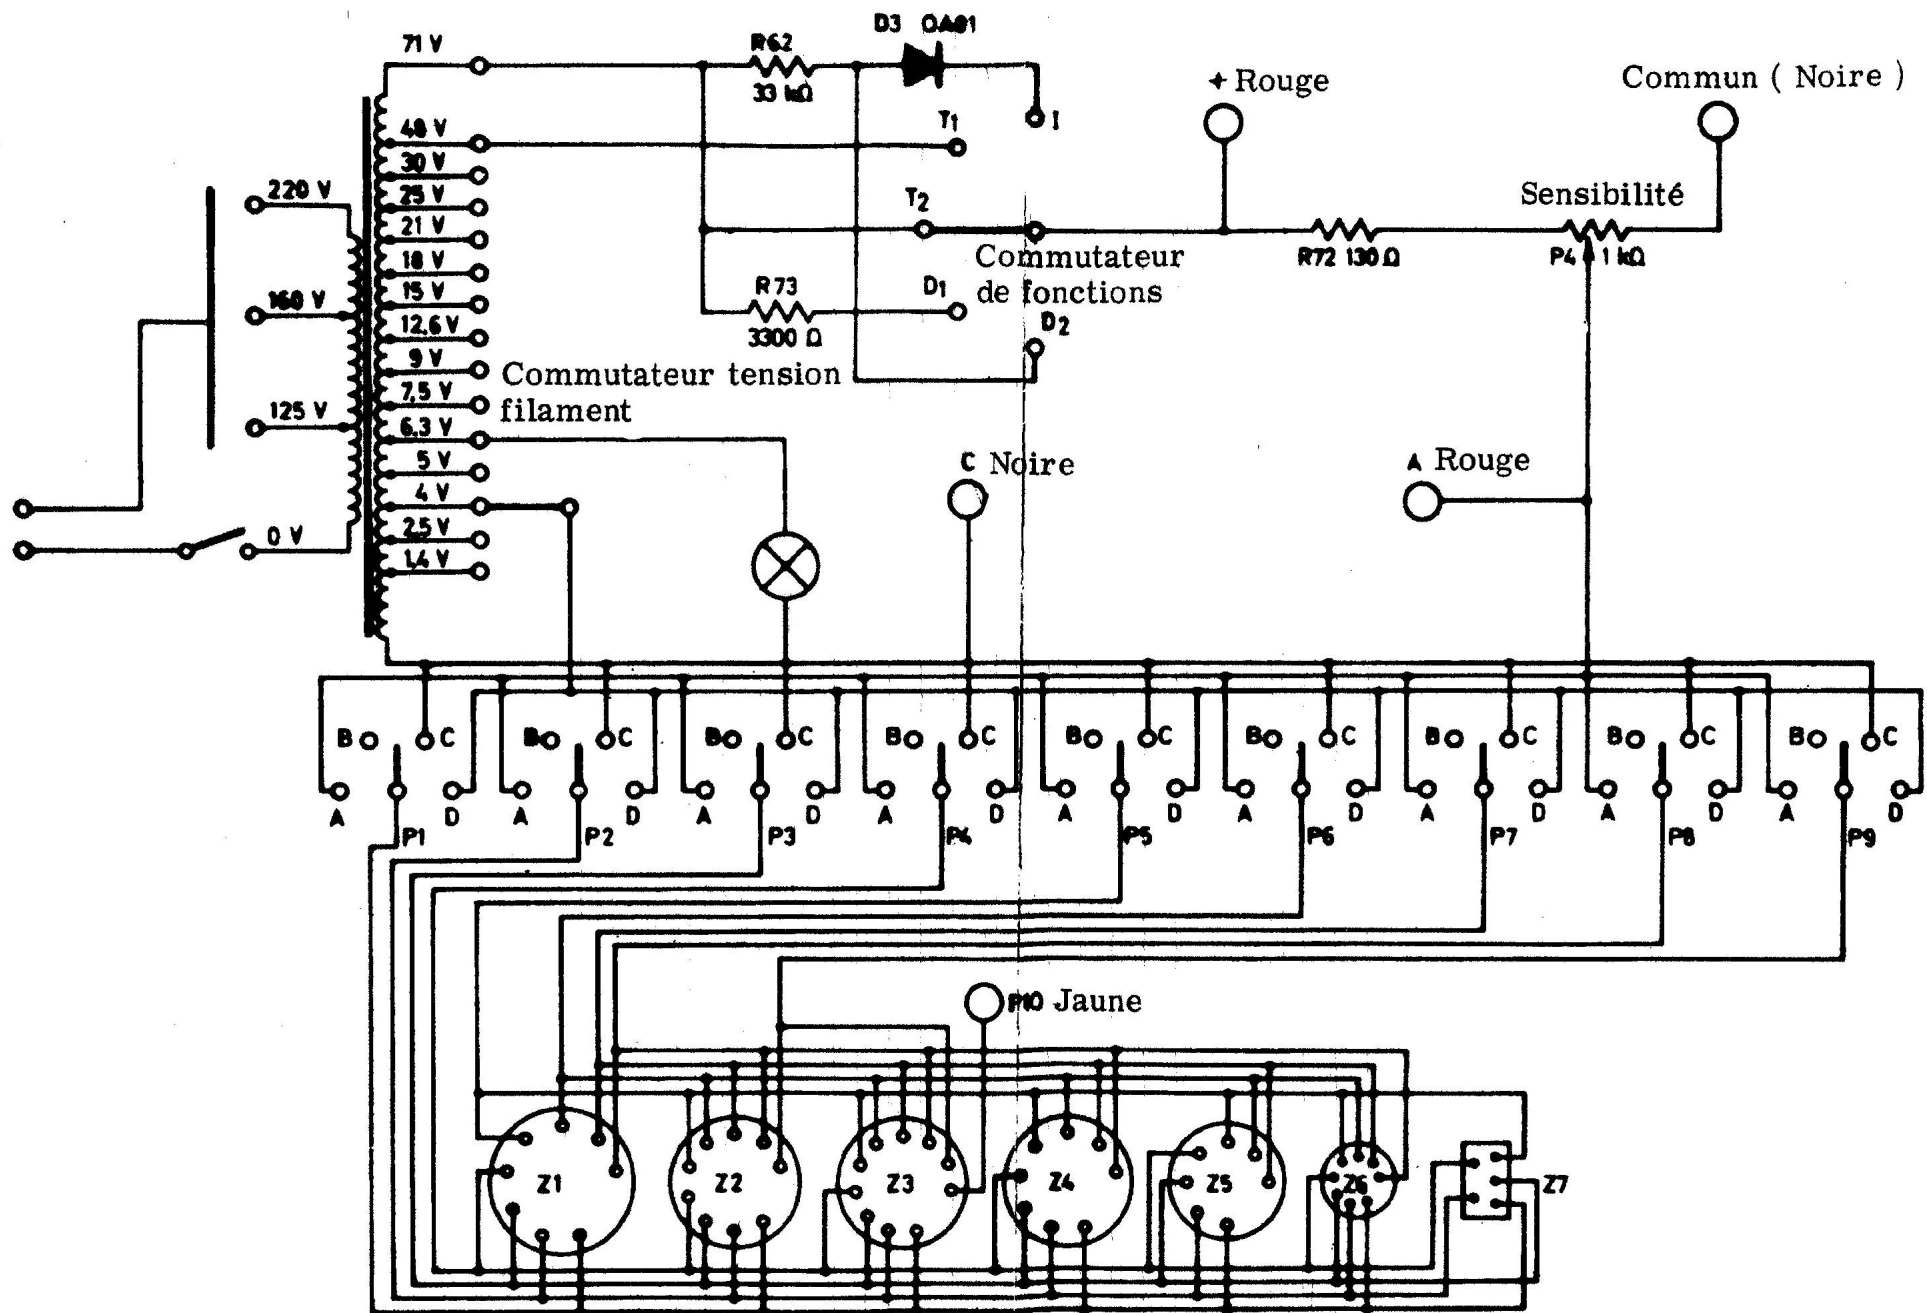 D3 OA81
71 V
R62
33 kΩ
+ Rouge
Commun ( Noire )
T1
I
48 V
30 V
25 V
21 V
18 V
15 V
12,6 V
9 V
7,5 V
6,3 V
5 V
4 V
2,5 V
1,4 V
220 V
160 V
125 V
0 V
T2
Sensibilité
R72 130 Ω
P4 1 kΩ
Commutateur
de fonctions
R73
3300 Ω
D1
D2
Commutateur tension
filament
C Noire
A Rouge
B C B C B C B C B C B C B C B C B C
A D A D A D A D A D A D A D A D A D
P1 P2 P3 P4 P5 P6 P7 P8 P9
P10 Jaune
Z1 Z2 Z3 Z4 Z5 Z6 Z7